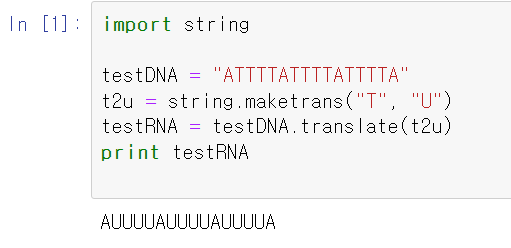 In [1]: import string
testDNA = "ATTTTATTTTATTTTA"
t2u = string.maketrans("T", "U")
testRNA = testDNA.translate(t2u)
print testRNA
AUUUUAUUUUAUUUUA